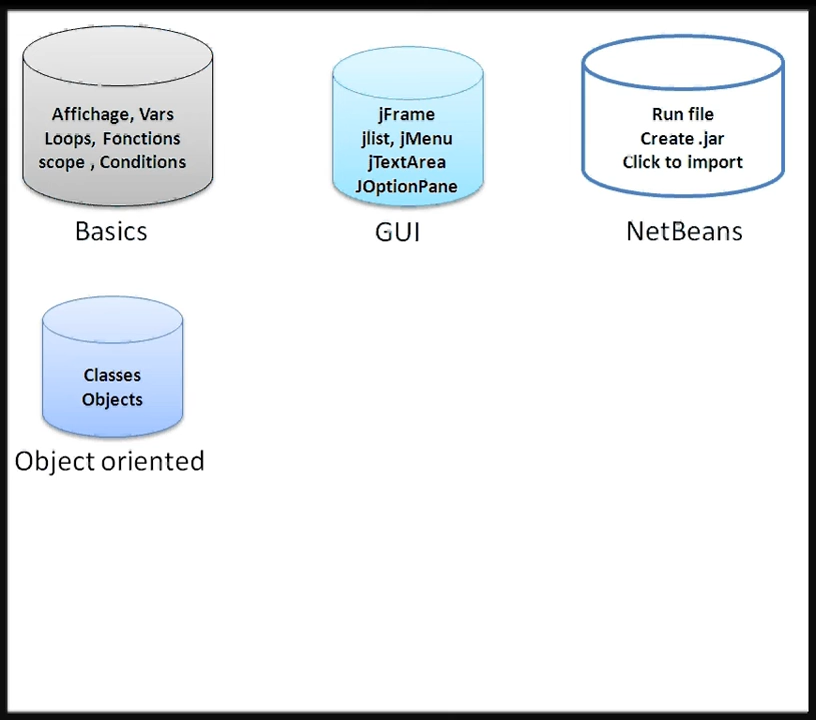 Affichage, Vars
Loops, Fonctions
scope , Conditions
Basics
jFrame
jlist, jMenu
jTextArea
JOptionPane
GUI
Run file
Create .jar
Click to import
NetBeans
Classes
Objects
Object oriented